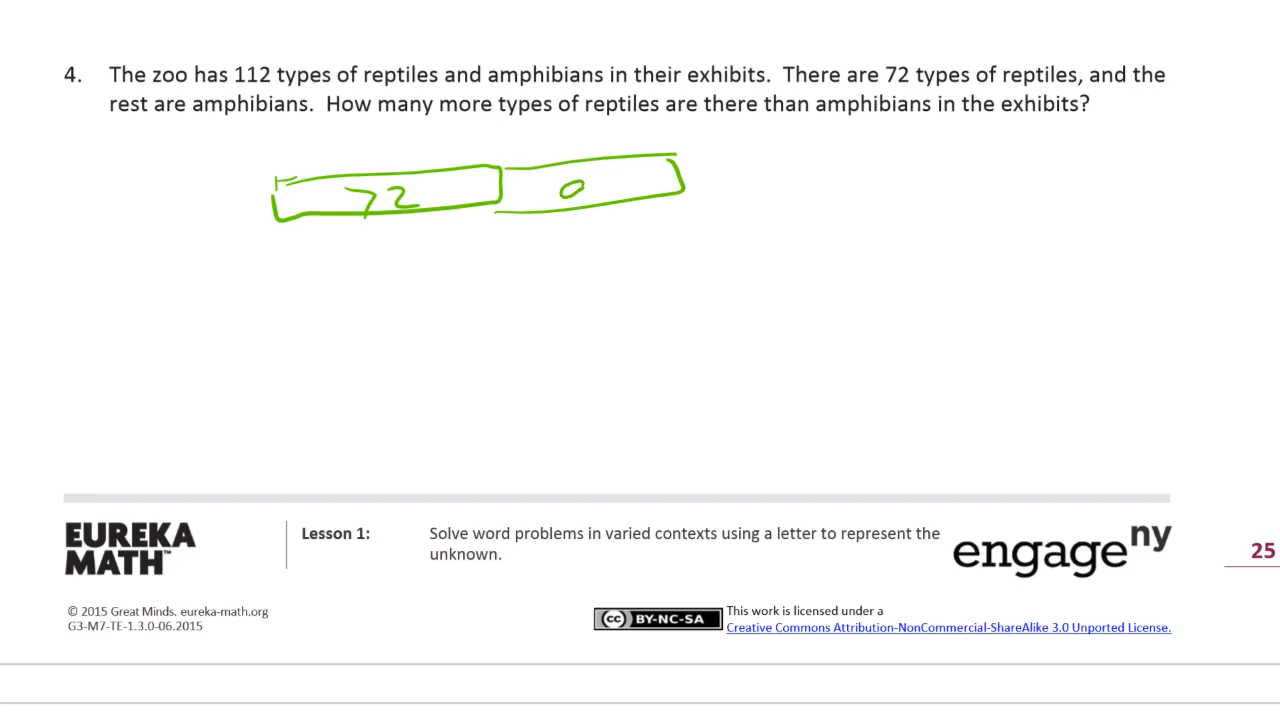 4. The zoo has 112 types of reptiles and amphibians in their exhibits. There are 72 types of reptiles, and the
rest are amphibians. How many more types of reptiles are there than amphibians in the exhibits?
72 a
EUREKA
MATH™
Lesson 1:
Solve word problems in varied contexts using a letter to represent the
unknown.
engageny
25
© 2015 Great Minds. eureka-math.org
G3-M7-TE-1.3.0-06.2015
cc BY-NC-SA
This work is licensed under a
Creative Commons Attribution-NonCommercial-ShareAlike 3.0 Unported License.